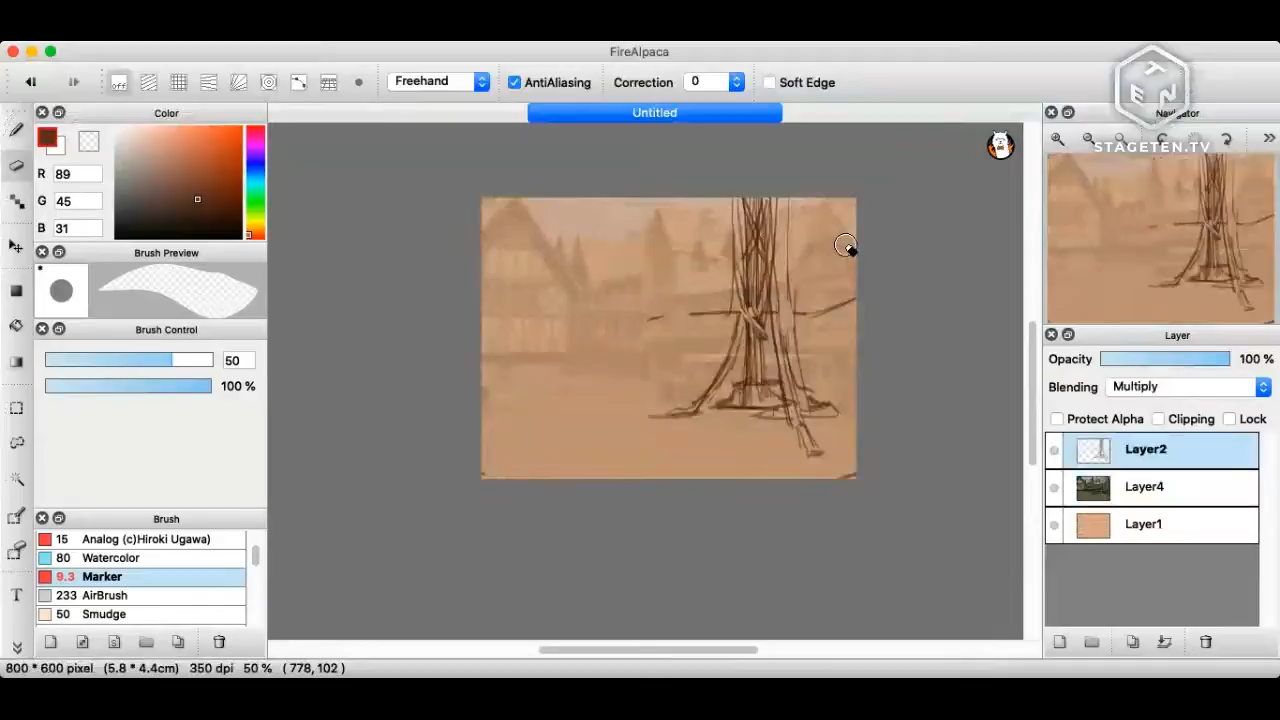 FireAlpaca
off
Freehand
AntiAliasing
Correction
0
Soft Edge
TEN
STAGETEN.TV
Color
Untitled
Navigator
R 89
G 45
B 31
Brush Preview
Brush Control
50
100 %
Layer
Opacity 100 %
Blending Multiply
Protect Alpha
Clipping
Lock
Layer2
Layer4
Layer1
Brush
15 Analog (c)Hiroki Ugawa)
80 Watercolor
9.3 Marker
233 AirBrush
50 Smudge
T
800 * 600 pixel (5.8 * 4.4cm) 350 dpi 50 % ( 778, 102 )